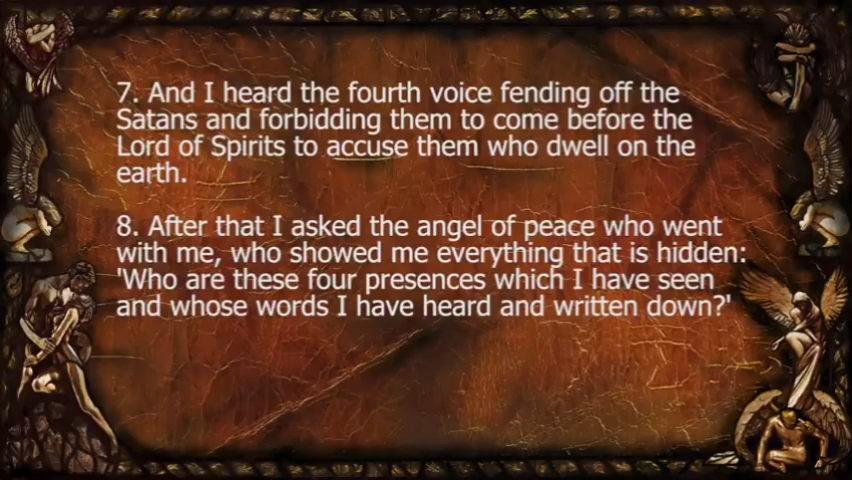 7. And I heard the fourth voice fending off the
Satans and forbidding them to come before the
Lord of Spirits to accuse them who dwell on the
earth.
8. After that I asked the angel of peace who went
with me, who showed me everything that is hidden:
'Who are these four presences which I have seen
and whose words I have heard and written down?'